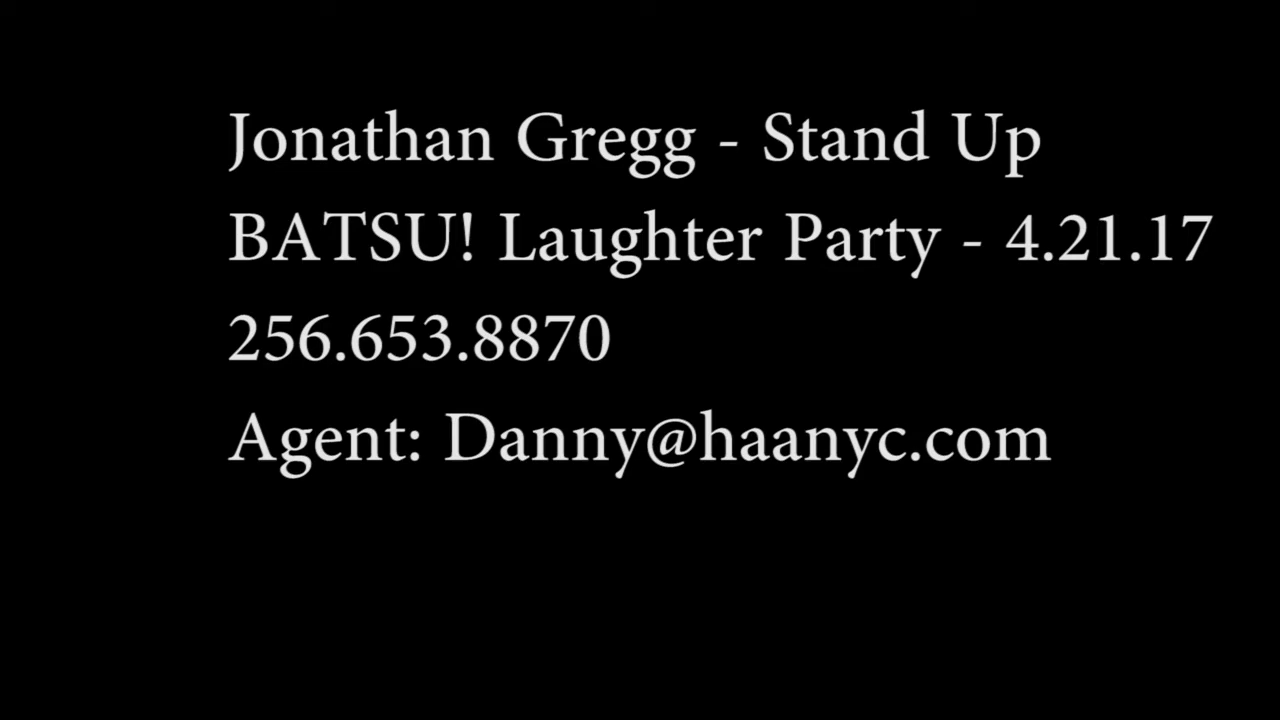 Jonathan Gregg - Stand Up
BATSU! Laughter Party - 4.21.17
256.653.8870
Agent: Danny@haanyc.com